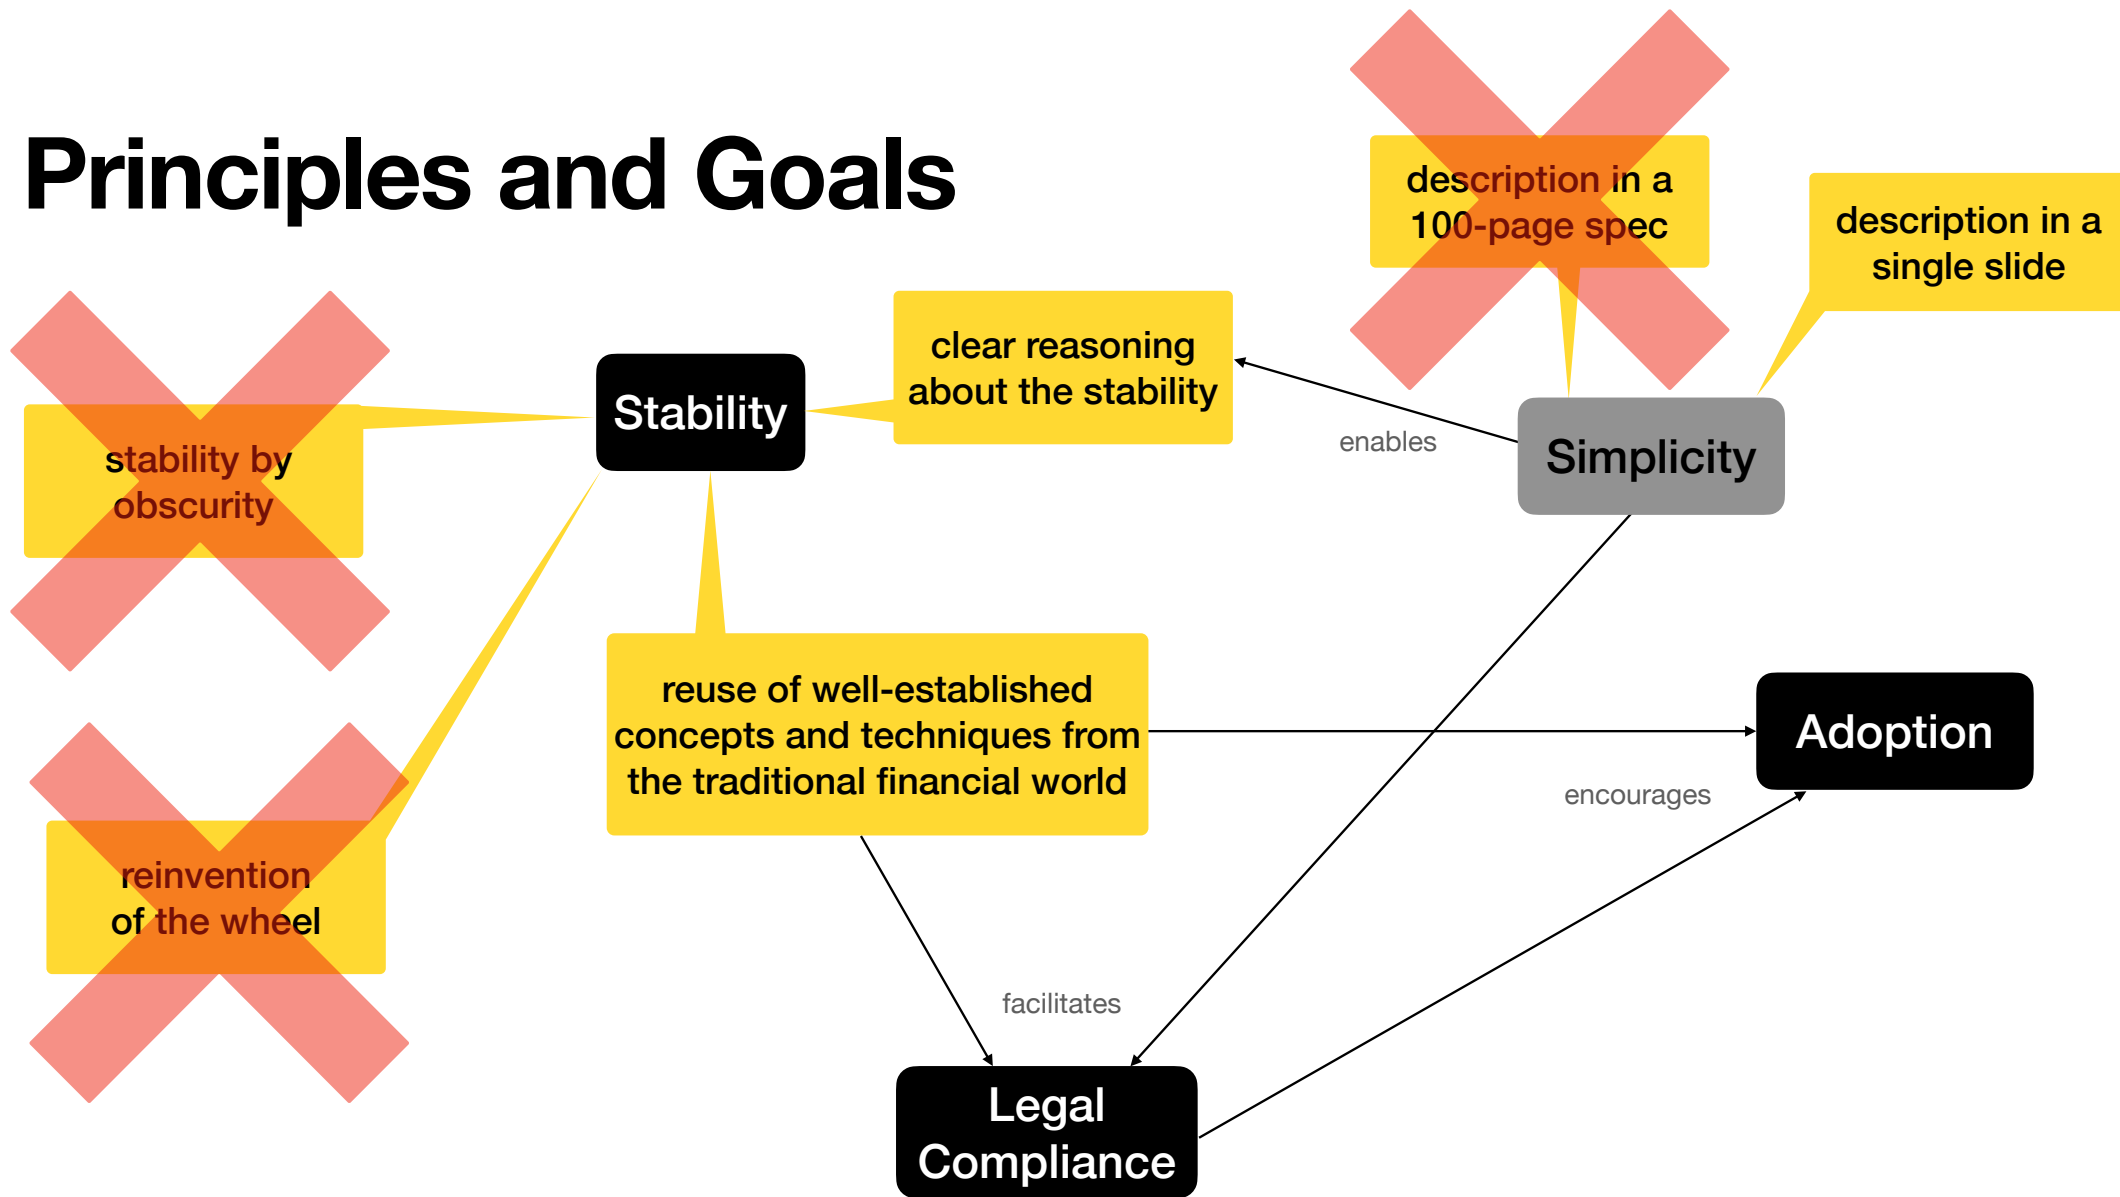 Principles and Goals
description in a
100-page spec
description in a
single slide
clear reasoning
about the stability
Stability
enables
Simplicity
stability by
obscurity
reuse of well-established
concepts and techniques from
the traditional financial world
Adoption
encourages
reinvention
of the wheel
facilitates
Legal
Compliance